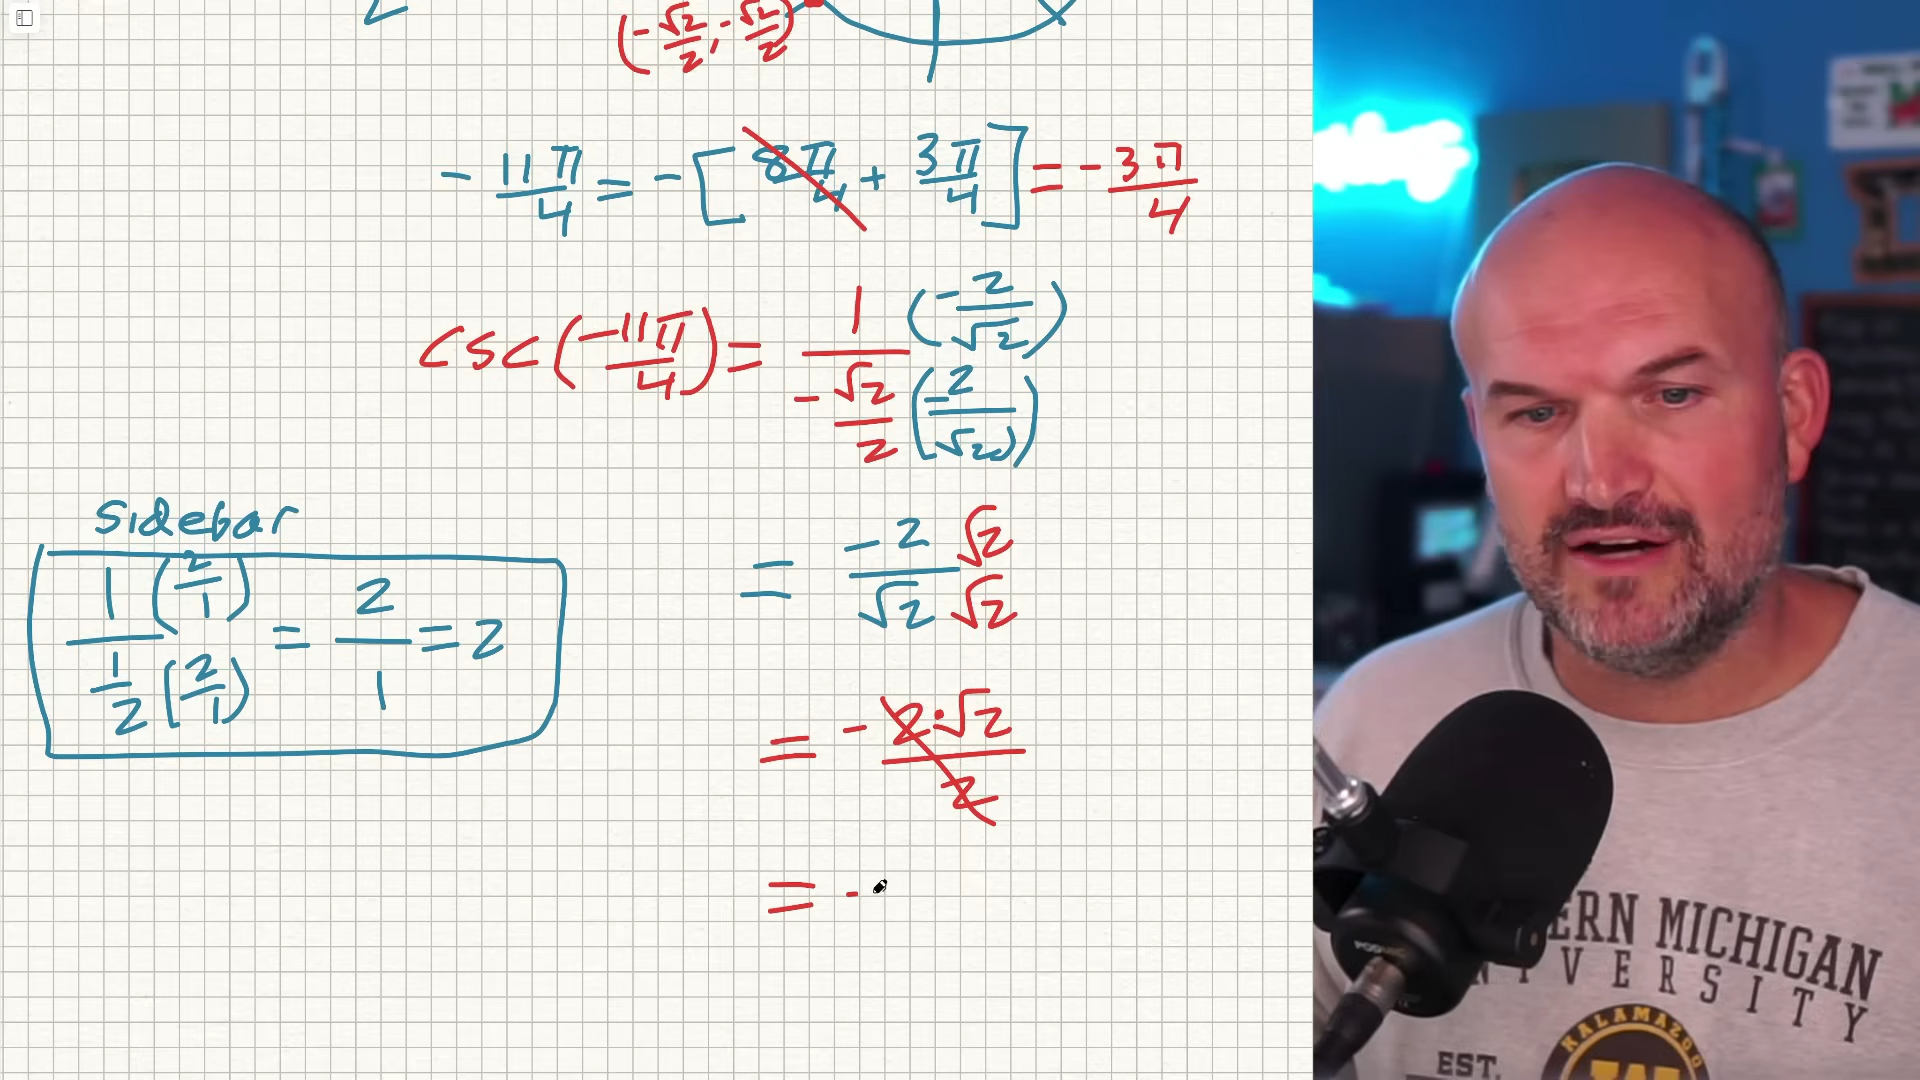 2
(-√2/2, -√2/2)
- 11π/4 = - [8π/4 + 3π/4] = - 3π/4
csc(-11π/4) = 1/(-√2/2) (-2/√2)/(-2/√2)
Sidebar
1(2/1) / (1/2)(2/1) = 2/1 = 2
= -2/√2 √2/√2
= - 2·√2/2
= -
ERN MICHIGAN
IVERSITY
KALAMAZOO
EST.
W